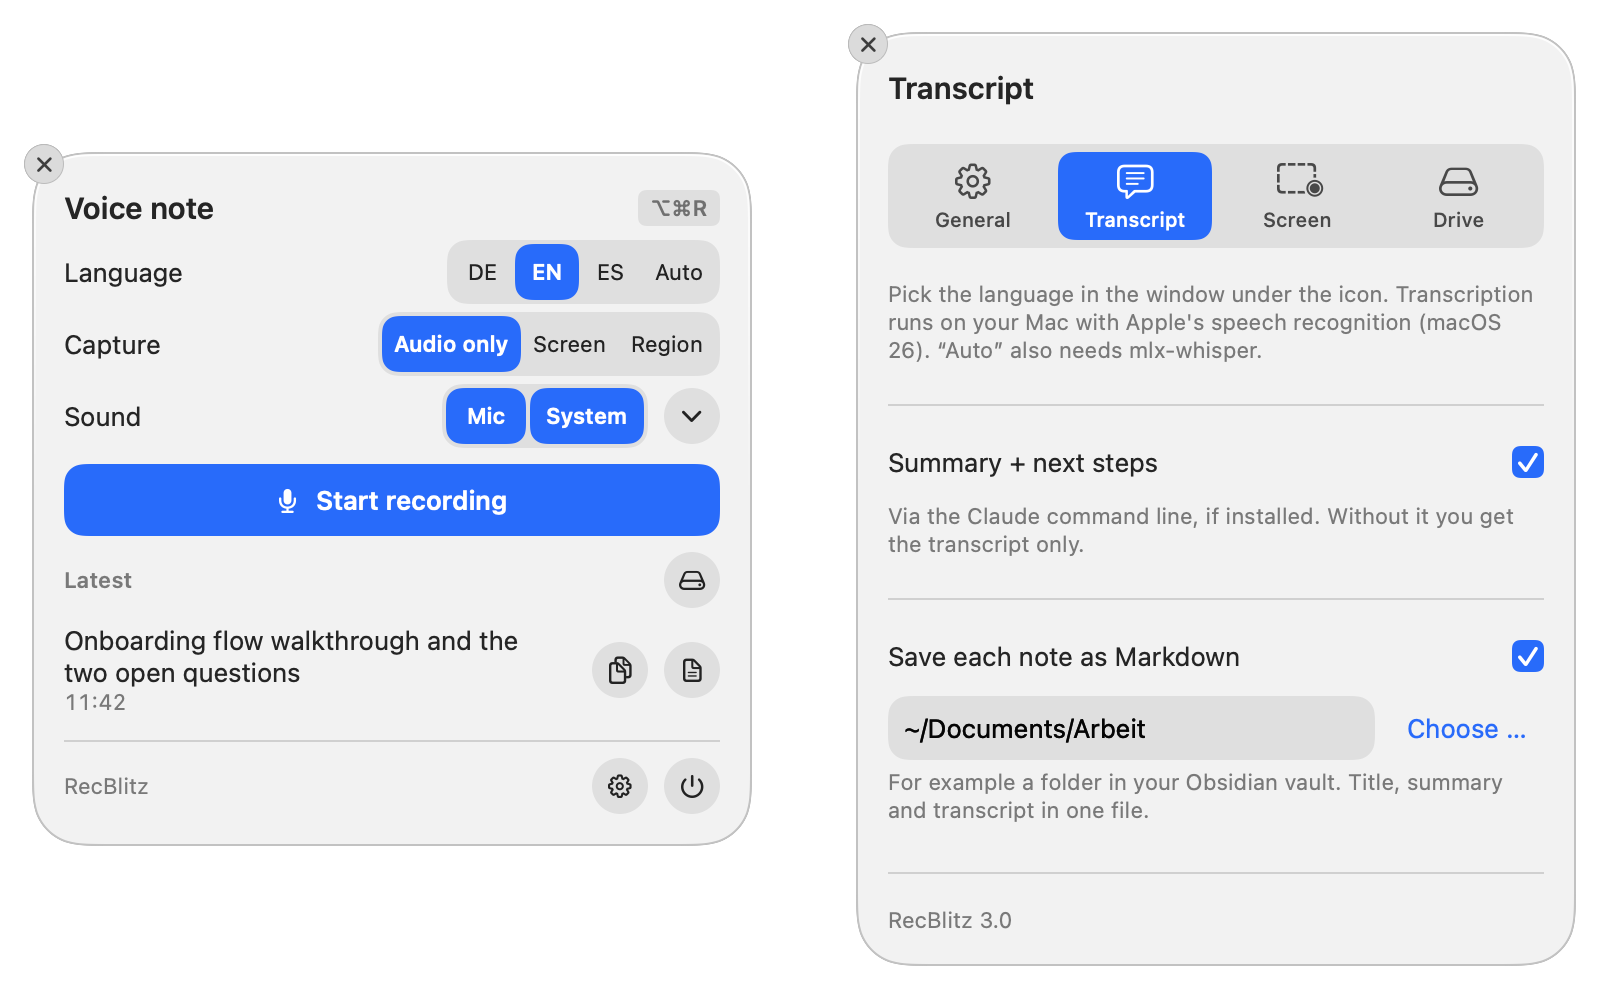 Voice note
⌥⌘R
Language
DE EN ES Auto
Capture
Audio only Screen Region
Sound
Mic System
Start recording
Latest
Onboarding flow walkthrough and the
two open questions
11:42
RecBlitz
Transcript
General Transcript Screen Drive
Pick the language in the window under the icon. Transcription
runs on your Mac with Apple's speech recognition (macOS
26). “Auto” also needs mlx-whisper.
Summary + next steps
Via the Claude command line, if installed. Without it you get
the transcript only.
Save each note as Markdown
~/Documents/Arbeit
Choose ...
For example a folder in your Obsidian vault. Title, summary
and transcript in one file.
RecBlitz 3.0